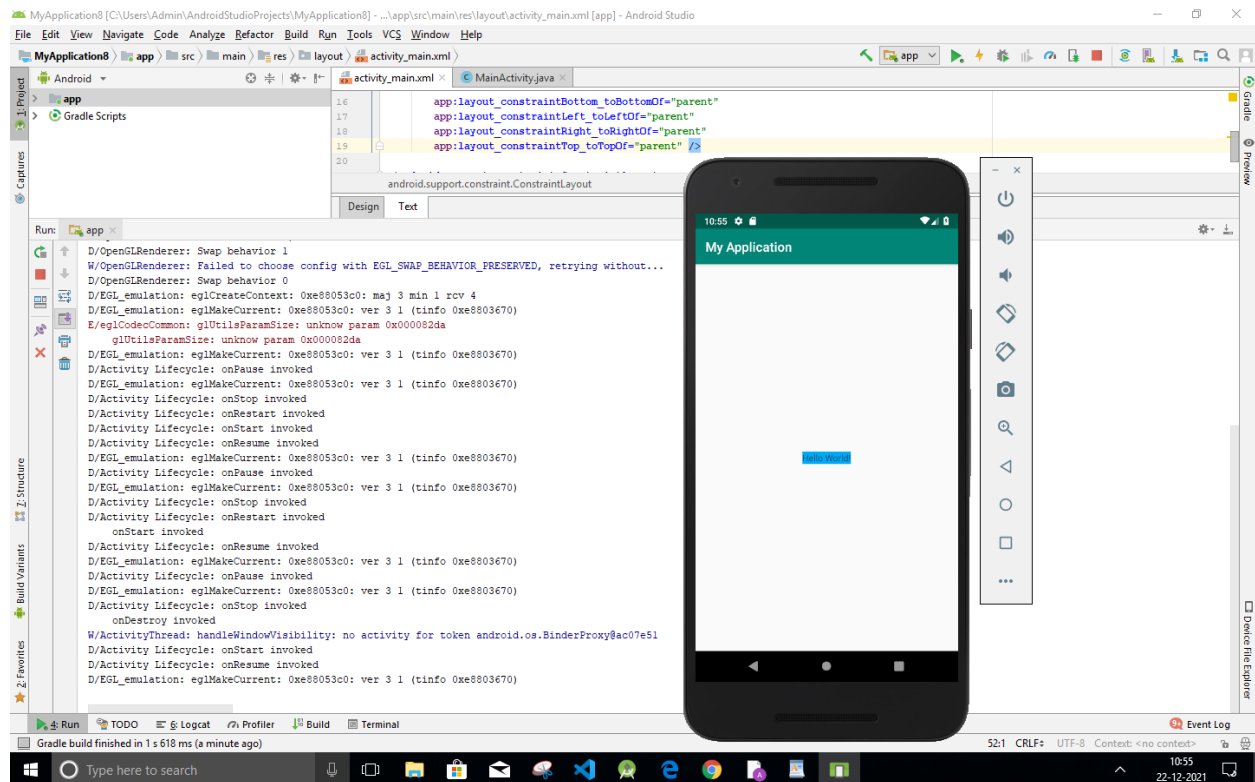 MyApplication8 [C:\Users\Admin\AndroidStudioProjects\MyApplication8] - ...\app\src\main\res\layout\activity_main.xml [app] - Android Studio
File Edit View Navigate Code Analyze Refactor Build Run Tools VCS Window Help
MyApplication8 app src main res layout activity_main.xml
app
Android
activity_main.xml MainActivity.java
1: Project
Captures
Z: Structure
Build Variants
2: Favorites
app
Gradle Scripts
16 app:layout_constraintBottom_toBottomOf="parent"
17 app:layout_constraintLeft_toLeftOf="parent"
18 app:layout_constraintRight_toRightOf="parent"
19 app:layout_constraintTop_toTopOf="parent" />
20
android.support.constraint.ConstraintLayout
Design Text
Gradle
Preview
Device File Explorer
Run: app
D/OpenGLRenderer: Swap behavior 1
W/OpenGLRenderer: Failed to choose config with EGL_SWAP_BEHAVIOR_PRESERVED, retrying without...
D/OpenGLRenderer: Swap behavior 0
D/EGL_emulation: eglCreateContext: 0xe88053c0: maj 3 min 1 rcv 4
D/EGL_emulation: eglMakeCurrent: 0xe88053c0: ver 3 1 (tinfo 0xe8803670)
E/eglCodecCommon: glUtilsParamSize: unknow param 0x000082da
glUtilsParamSize: unknow param 0x000082da
D/EGL_emulation: eglMakeCurrent: 0xe88053c0: ver 3 1 (tinfo 0xe8803670)
D/Activity Lifecycle: onPause invoked
D/EGL_emulation: eglMakeCurrent: 0xe88053c0: ver 3 1 (tinfo 0xe8803670)
D/Activity Lifecycle: onStop invoked
D/Activity Lifecycle: onRestart invoked
D/Activity Lifecycle: onStart invoked
D/Activity Lifecycle: onResume invoked
D/EGL_emulation: eglMakeCurrent: 0xe88053c0: ver 3 1 (tinfo 0xe8803670)
D/Activity Lifecycle: onPause invoked
D/EGL_emulation: eglMakeCurrent: 0xe88053c0: ver 3 1 (tinfo 0xe8803670)
D/Activity Lifecycle: onStop invoked
D/Activity Lifecycle: onRestart invoked
onStart invoked
D/Activity Lifecycle: onResume invoked
D/EGL_emulation: eglMakeCurrent: 0xe88053c0: ver 3 1 (tinfo 0xe8803670)
D/Activity Lifecycle: onPause invoked
D/EGL_emulation: eglMakeCurrent: 0xe88053c0: ver 3 1 (tinfo 0xe8803670)
D/Activity Lifecycle: onStop invoked
onDestroy invoked
W/ActivityThread: handleWindowVisibility: no activity for token android.os.BinderProxy@ac07e51
D/Activity Lifecycle: onStart invoked
D/Activity Lifecycle: onResume invoked
D/EGL_emulation: eglMakeCurrent: 0xe88053c0: ver 3 1 (tinfo 0xe8803670)
10:55
My Application
Hello World!
4: Run TODO 6: Logcat Profiler Build Terminal
9+ Event Log
Gradle build finished in 1 s 618 ms (a minute ago)
52:1 CRLF UTF-8 Context: <no context>
Type here to search
10:55
22-12-2021